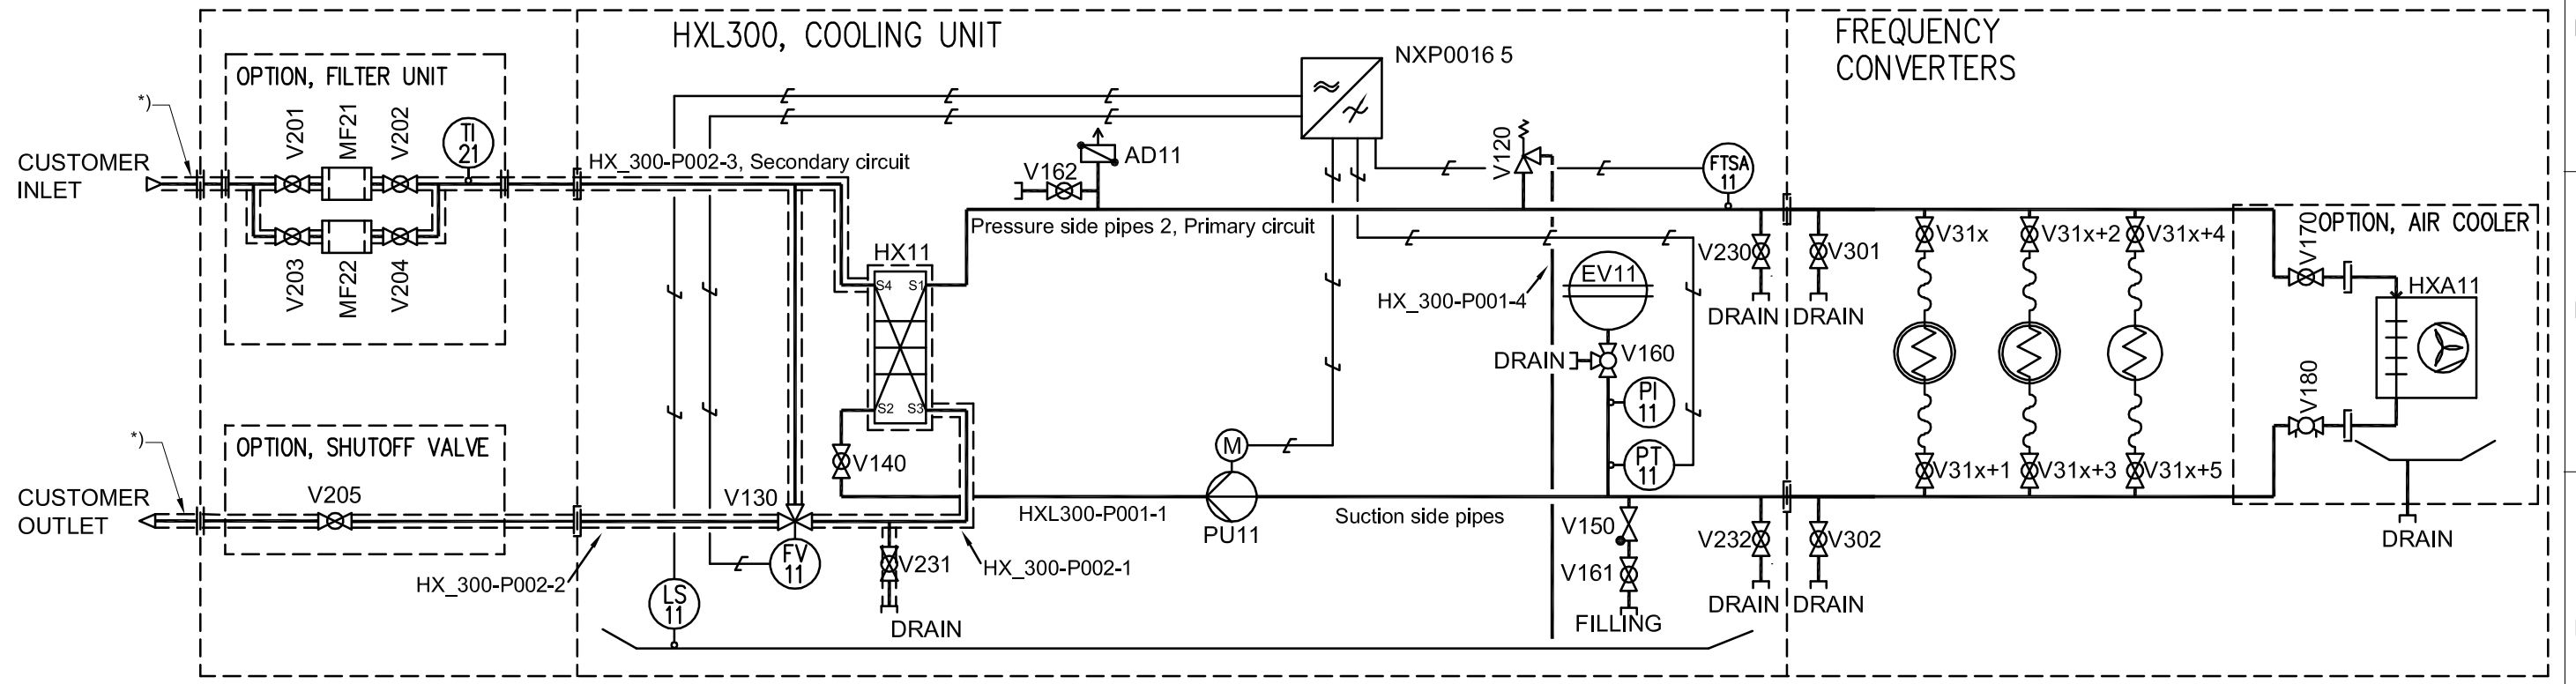 HXL300, COOLING UNIT
FREQUENCY
CONVERTERS
NXP0016 5
OPTION, FILTER UNIT
*)
V201
MF21
V202
TI
21
CUSTOMER
INLET
HX_300-P002-3, Secondary circuit
V203
MF22
V204
V162
AD11
V120
FTSA
11
Pressure side pipes 2, Primary circuit
HX11
S4
S1
S2
S3
V140
HX_300-P001-4
EV11
DRAIN
V160
PI
11
PT
11
V230
DRAIN
V301
DRAIN
V31x
V31x+2
V31x+4
V31x+1
V31x+3
V31x+5
OPTION, AIR COOLER
V170
HXA11
V180
DRAIN
*)
OPTION, SHUTOFF VALVE
V205
CUSTOMER
OUTLET
V130
FV
11
HX_300-P002-2
LS
11
V231
DRAIN
HX_300-P002-1
M
PU11
HXL300-P001-1
Suction side pipes
V150
V161
FILLING
V232
DRAIN
V302
DRAIN